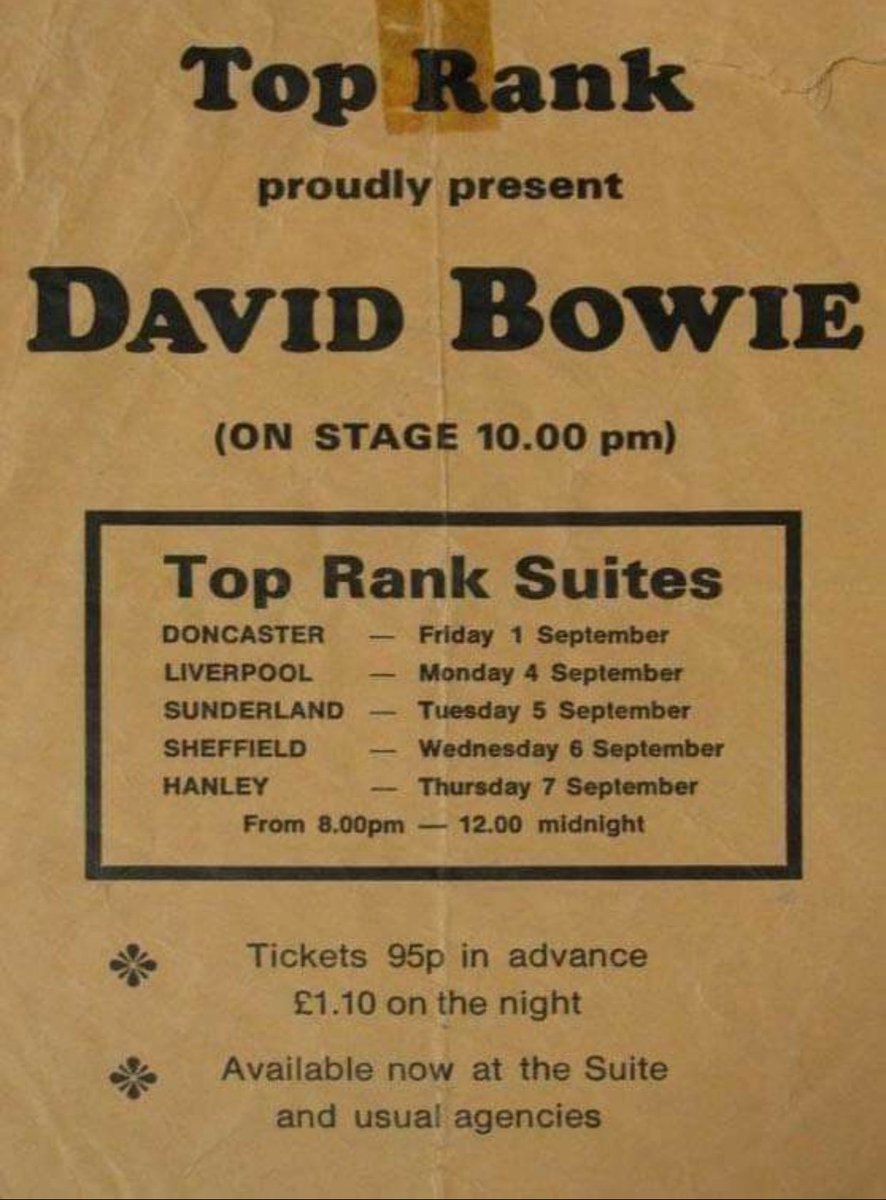 Top Rank
proudly present
DAVID BOWIE
(ON STAGE 10.00 pm)
Top Rank Suites
DONCASTER — Friday 1 September
LIVERPOOL — Monday 4 September
SUNDERLAND — Tuesday 5 September
SHEFFIELD — Wednesday 6 September
HANLEY — Thursday 7 September
From 8.00pm — 12.00 midnight
Tickets 95p in advance
£1.10 on the night
Available now at the Suite
and usual agencies